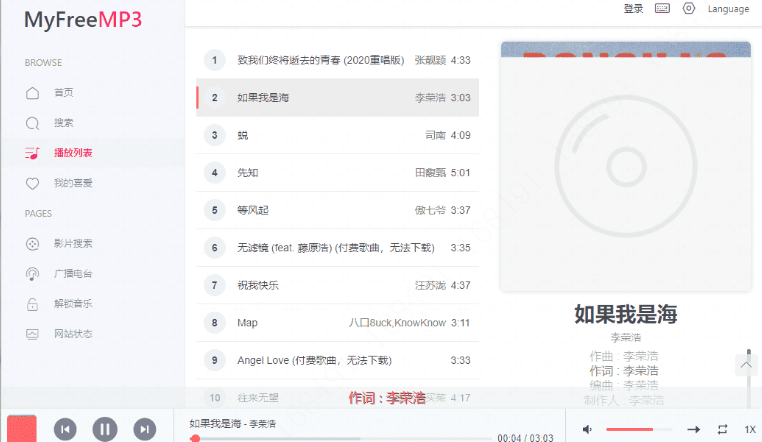 MyFreeMP3
登录
Language
BROWSE
首页
搜索
播放列表
我的喜爱
PAGES
影片搜索
广播电台
解锁音乐
网站状态
1 致我们终将逝去的青春 (2020重唱版) 张靓颖 4:33
2 如果我是海 李荣浩 3:03
3 蜕 司南 4:09
4 先知 田馥甄 5:01
5 等风起 傲七爷 3:37
6 无滤镜 (feat. 藤原浩) (付费歌曲，无法下载) 3:35
7 祝我快乐 汪苏泷 4:37
8 Map 八口8uck,KnowKnow 3:11
9 Angel Love (付费歌曲，无法下载) 3:33
10 往来无望 4:17
如果我是海
李荣浩
作曲 : 李荣浩
作词 : 李荣浩
编曲 : 李荣浩
制作人 : 李荣浩
作词 : 李荣浩
如果我是海 - 李荣浩
00:04 / 03:03
1X